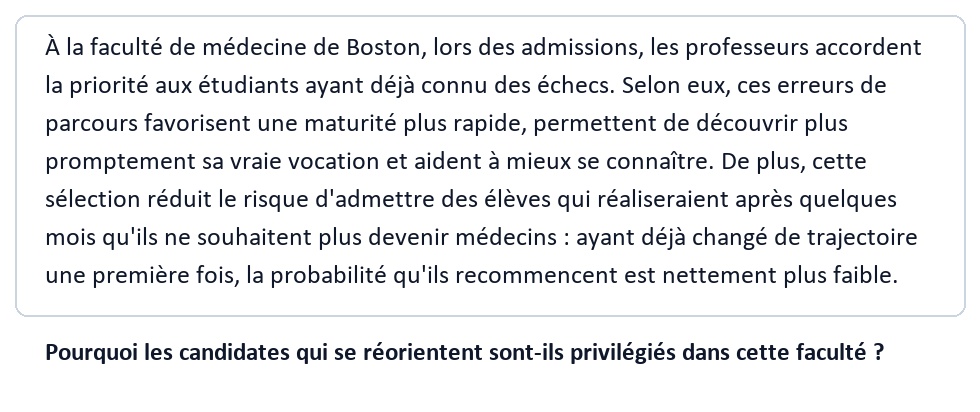 À la faculté de médecine de Boston, lors des admissions, les professeurs accordent
la priorité aux étudiants ayant déjà connu des échecs. Selon eux, ces erreurs de
parcours favorisent une maturité plus rapide, permettent de découvrir plus
promptement sa vraie vocation et aident à mieux se connaître. De plus, cette
sélection réduit le risque d'admettre des élèves qui réaliseraient après quelques
mois qu'ils ne souhaitent plus devenir médecins : ayant déjà changé de trajectoire
une première fois, la probabilité qu'ils recommencent est nettement plus faible.
Pourquoi les candidates qui se réorientent sont-ils privilégiés dans cette faculté ?